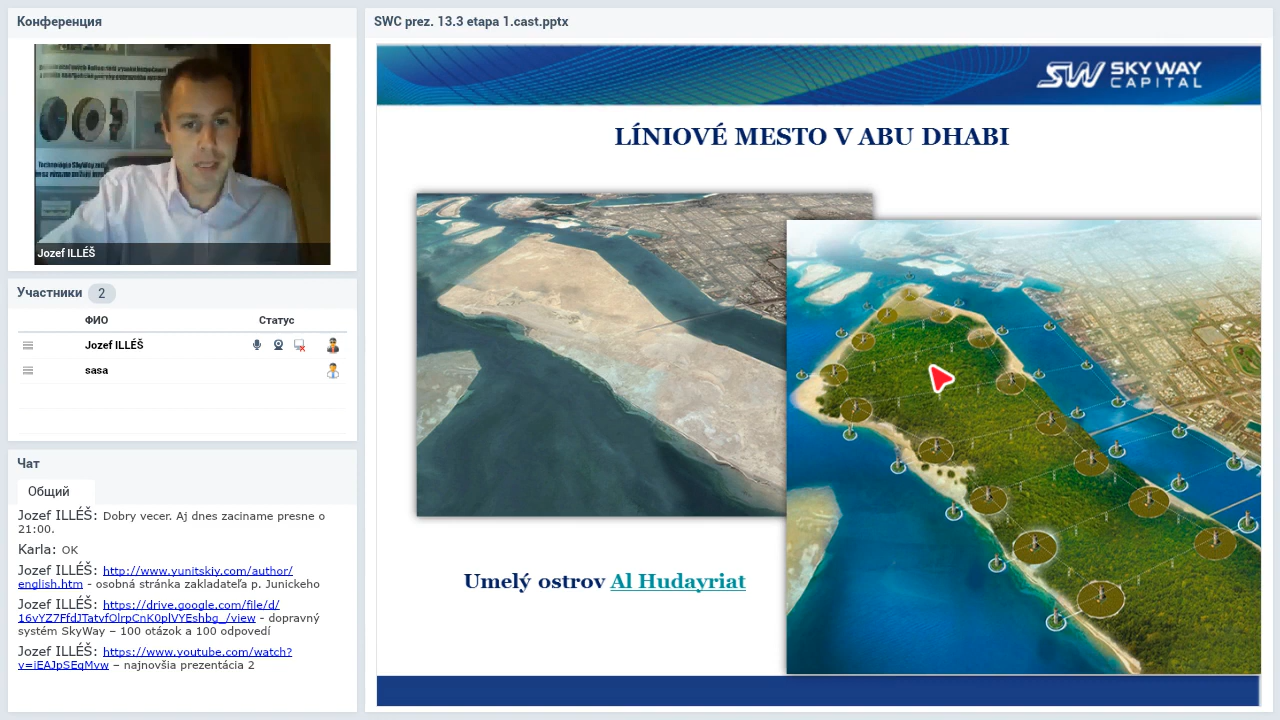 Конференция
Jozef ILLÉŠ
Участники 2
ФИО Статус
Jozef ILLÉŠ
sasa
Чат
Общий
Jozef ILLÉŠ: Dobry vecer. Aj dnes zaciname presne o
21:00.
Karla: OK
Jozef ILLÉŠ: http://www.yunitskiy.com/author/
english.htm - osobná stránka zakladateľa p. Junickeho
Jozef ILLÉŠ: https://drive.google.com/file/d/
16vYZ7FfdJTatvfOlrpCnK0plVYEshbg_/view - dopravný
systém SkyWay – 100 otázok a 100 odpovedí
Jozef ILLÉŠ: https://www.youtube.com/watch?
v=iEAJpSEqMvw – najnovšia prezentácia 2
SWC prez. 13.3 etapa 1.cast.pptx
SW SKY WAY
CAPITAL
LÍNIOVÉ MESTO V ABU DHABI
Umelý ostrov Al Hudayriat